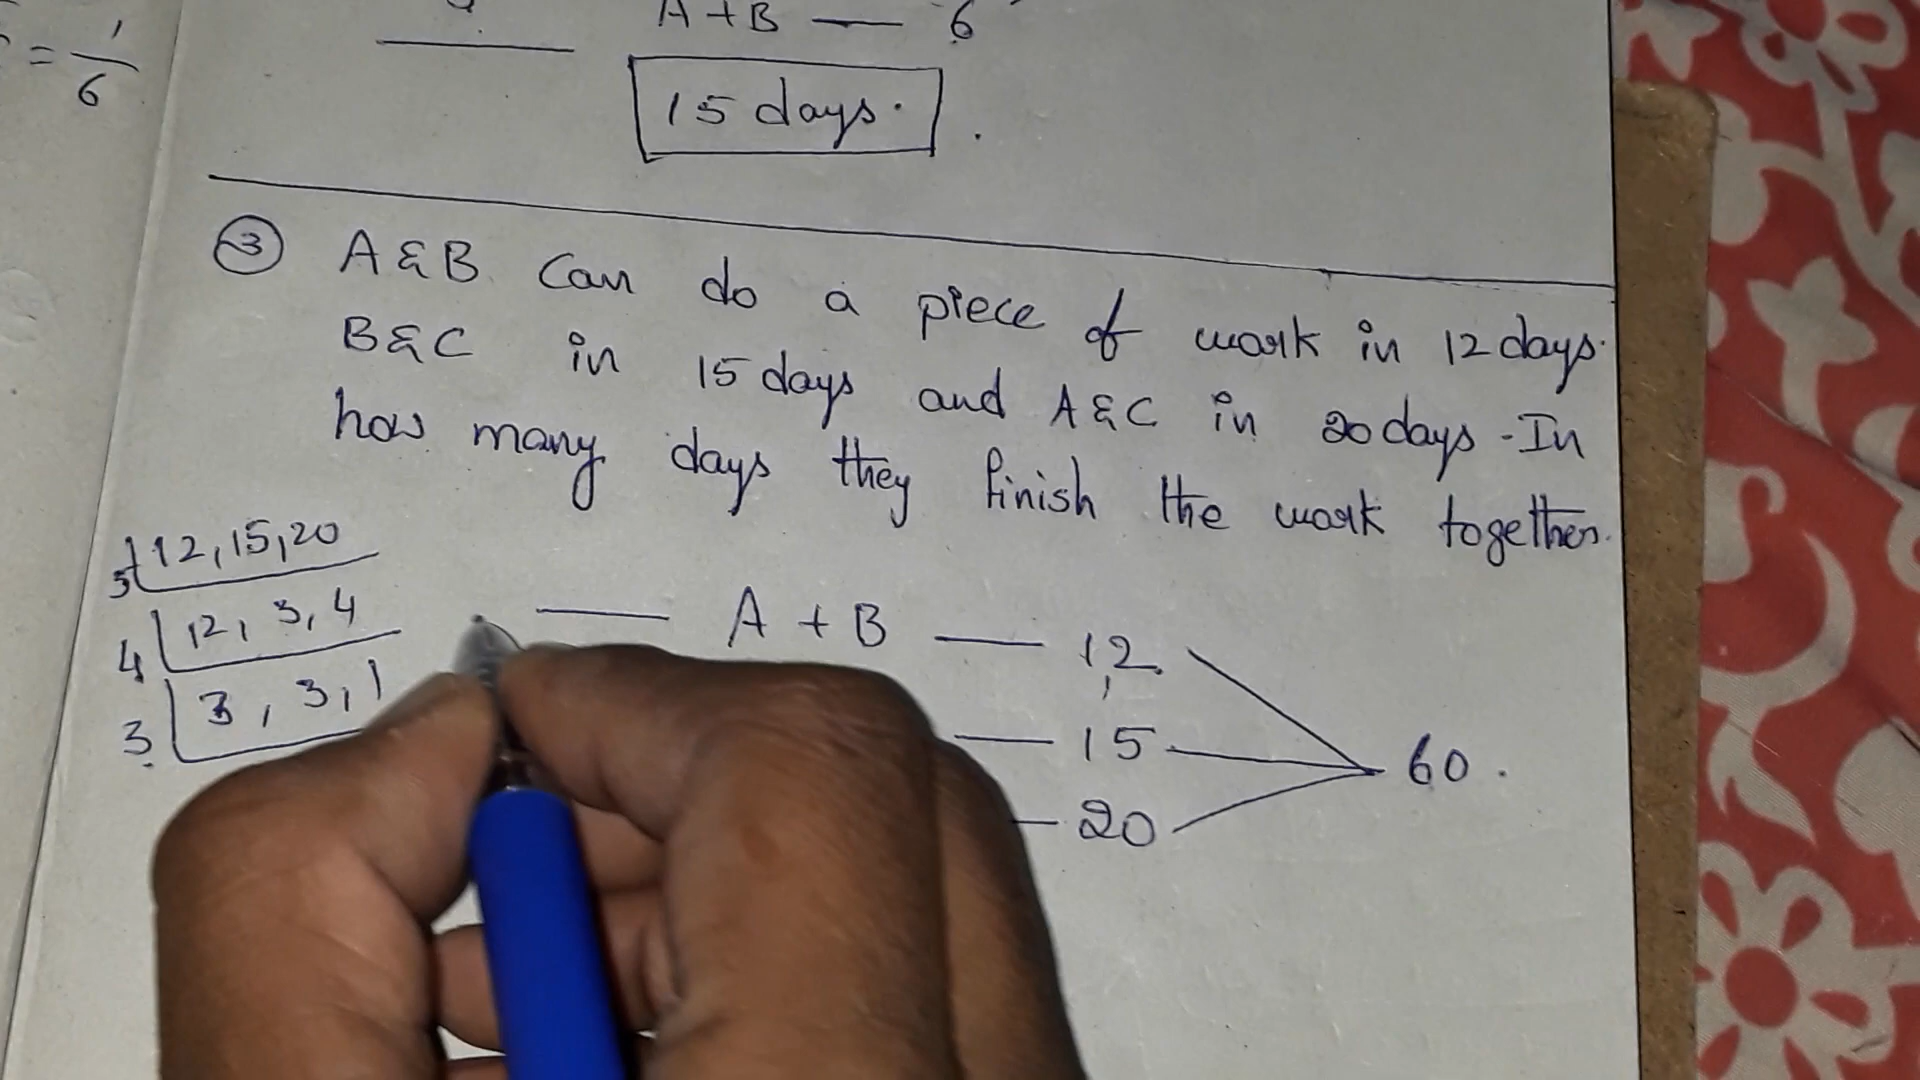 A + B — 6
= 1/6
15 days.
③ A & B Can do a piece of work in 12 days.
B & C in 15 days and A & C in 20 days - In
how many days they finish the work together.
5 | 12, 15, 20
4 | 12, 3, 4
3 | 3, 3, 1
— A + B — 12
— 15
— 20
60.